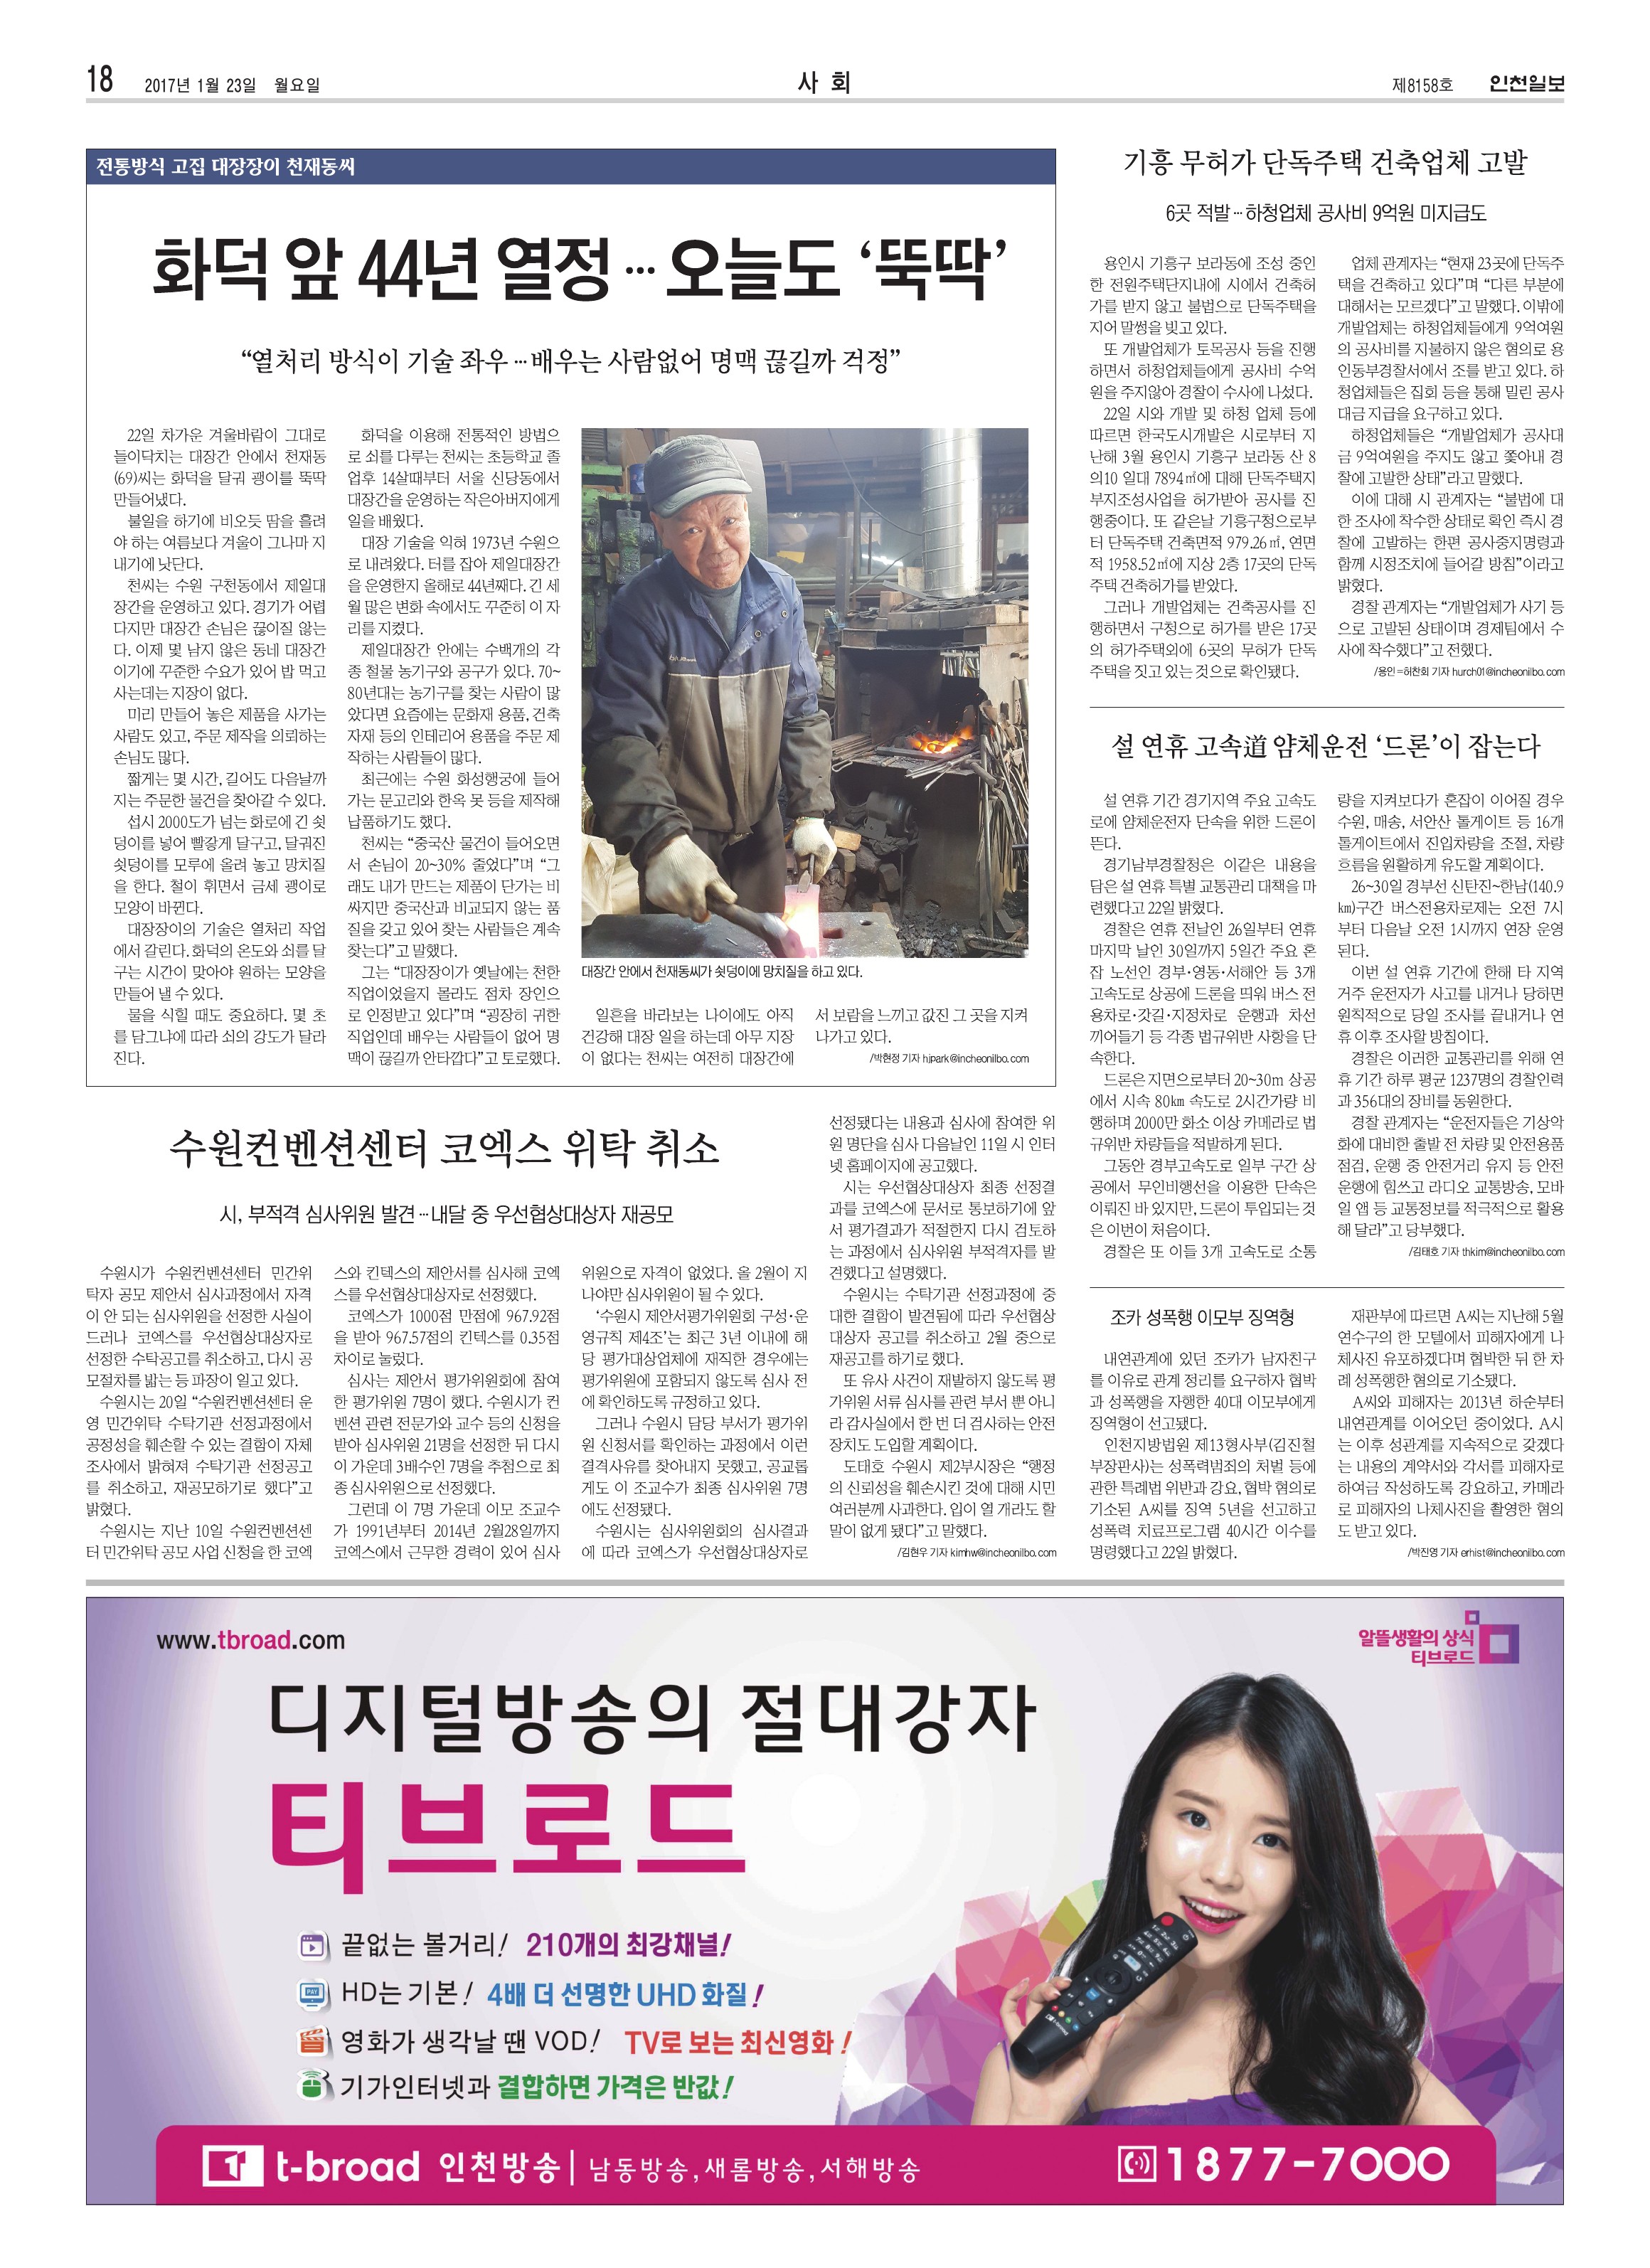 18
2017년 1월 23일 월요일
사 회
제8158호
인천일보
전통방식 고집 대장장이 천재동씨
화덕 앞 44년 열정…오늘도 ‘뚝딱’
“열처리 방식이 기술 좌우…배우는 사람없어 명맥 끊길까 걱정”
22일 차가운 겨울바람이 그대로
들이닥치는 대장간 안에서 천재동
(69)씨는 화덕을 달궈 괭이를 뚝딱
만들어냈다.
불일을 하기에 비오듯 땀을 흘려
야 하는 여름보다 겨울이 그나마 지
내기에 낫단다.
천씨는 수원 구천동에서 제일대
장간을 운영하고 있다. 경기가 어렵
다지만 대장간 손님은 끊이질 않는
다. 이제 몇 남지 않은 동네 대장간
이기에 꾸준한 수요가 있어 밥 먹고
사는데는 지장이 없다.
미리 만들어 놓은 제품을 사가는
사람도 있고, 주문 제작을 의뢰하는
손님도 많다.
짧게는 몇 시간, 길어도 다음날까
지는 주문한 물건을 찾아갈 수 있다.
섭시 2000도가 넘는 화로에 긴 쇳
덩이를 넣어 빨갛게 달구고, 달궈진
쇳덩이를 모루에 올려 놓고 망치질
을 한다. 철이 휘면서 금세 괭이로
모양이 바뀐다.
대장장이의 기술은 열처리 작업
에서 갈린다. 화덕의 온도와 쇠를 달
구는 시간이 맞아야 원하는 모양을
만들어 낼 수 있다.
물을 식힐 때도 중요하다. 몇 초
를 담그냐에 따라 쇠의 강도가 달라
진다.
화덕을 이용해 전통적인 방법으
로 쇠를 다루는 천씨는 초등학교 졸
업후 14살때부터 서울 신당동에서
대장간을 운영하는 작은아버지에게
일을 배웠다.
대장 기술을 익혀 1973년 수원으
로 내려왔다. 터를 잡아 제일대장간
을 운영한지 올해로 44년째다. 긴 세
월 많은 변화 속에서도 꾸준히 이 자
리를 지켰다.
제일대장간 안에는 수백개의 각
종 철물 농기구와 공구가 있다. 70~
80년대는 농기구를 찾는 사람이 많
았다면 요즘에는 문화재 용품, 건축
자재 등의 인테리어 용품을 주문 제
작하는 사람들이 많다.
최근에는 수원 화성행궁에 들어
가는 문고리와 한옥 못 등을 제작해
납품하기도 했다.
천씨는 “중국산 물건이 들어오면
서 손님이 20~30% 줄었다”며 “그
래도 내가 만드는 제품이 단가는 비
싸지만 중국산과 비교되지 않는 품
질을 갖고 있어 찾는 사람들은 계속
찾는다”고 말했다.
그는 “대장장이가 옛날에는 천한
직업이었을지 몰라도 점차 장인으
로 인정받고 있다”며 “굉장히 귀한
직업인데 배우는 사람들이 없어 명
맥이 끊길까 안타깝다”고 토로했다.
대장간 안에서 천재동씨가 쇳덩이에 망치질을 하고 있다.
일흔을 바라보는 나이에도 아직
건강해 대장 일을 하는데 아무 지장
이 없다는 천씨는 여전히 대장간에
서 보람을 느끼고 값진 그 곳을 지켜
나가고 있다.
/박현정 기자 hjpark@incheonilbo.com
수원컨벤션센터 코엑스 위탁 취소
시, 부적격 심사위원 발견…내달 중 우선협상대상자 재공모
수원시가 수원컨벤션센터 민간위
탁자 공모 제안서 심사과정에서 자격
이 안 되는 심사위원을 선정한 사실이
드러나 코엑스를 우선협상대상자로
선정한 수탁공고를 취소하고, 다시 공
모절차를 밟는 등 파장이 일고 있다.
수원시는 20일 “수원컨벤션센터 운
영 민간위탁 수탁기관 선정과정에서
공정성을 훼손할 수 있는 결함이 자체
조사에서 밝혀져 수탁기관 선정공고
를 취소하고, 재공모하기로 했다”고
밝혔다.
수원시는 지난 10일 수원컨벤션센
터 민간위탁 공모 사업 신청을 한 코엑
스와 킨텍스의 제안서를 심사해 코엑
스를 우선협상대상자로 선정했다.
코엑스가 1000점 만점에 967.92점
을 받아 967.57점의 킨텍스를 0.35점
차이로 눌렀다.
심사는 제안서 평가위원회에 참여
한 평가위원 7명이 했다. 수원시가 컨
벤션 관련 전문가와 교수 등의 신청을
받아 심사위원 21명을 선정한 뒤 다시
이 가운데 3배수인 7명을 추첨으로 최
종 심사위원으로 선정했다.
그런데 이 7명 가운데 이모 조교수
가 1991년부터 2014년 2월28일까지
코엑스에서 근무한 경력이 있어 심사
위원으로 자격이 없었다. 올 2월이 지
나야만 심사위원이 될 수 있다.
‘수원시 제안서평가위원회 구성·운
영규칙 제4조’는 최근 3년 이내에 해
당 평가대상업체에 재직한 경우에는
평가위원에 포함되지 않도록 심사 전
에 확인하도록 규정하고 있다.
그러나 수원시 담당 부서가 평가위
원 신청서를 확인하는 과정에서 이런
결격사유를 찾아내지 못했고, 공교롭
게도 이 조교수가 최종 심사위원 7명
에도 선정됐다.
수원시는 심사위원회의 심사결과
에 따라 코엑스가 우선협상대상자로
선정됐다는 내용과 심사에 참여한 위
원 명단을 심사 다음날인 11일 시 인터
넷 홈페이지에 공고했다.
시는 우선협상대상자 최종 선정결
과를 코엑스에 문서로 통보하기에 앞
서 평가결과가 적절한지 다시 검토하
는 과정에서 심사위원 부적격자를 발
견했다고 설명했다.
수원시는 수탁기관 선정과정에 중
대한 결함이 발견됨에 따라 우선협상
대상자 공고를 취소하고 2월 중으로
재공고를 하기로 했다.
또 유사 사건이 재발하지 않도록 평
가위원 서류 심사를 관련 부서 뿐 아니
라 감사실에서 한 번 더 검사하는 안전
장치도 도입할 계획이다.
도태호 수원시 제2부시장은 “행정
의 신뢰성을 훼손시킨 것에 대해 시민
여러분께 사과한다. 입이 열 개라도 할
말이 없게 됐다”고 말했다.
/김현우 기자 kimhw@incheonilbo.com
기흥 무허가 단독주택 건축업체 고발
6곳 적발…하청업체 공사비 9억원 미지급도
용인시 기흥구 보라동에 조성 중인
한 전원주택단지내에 시에서 건축허
가를 받지 않고 불법으로 단독주택을
지어 말썽을 빚고 있다.
또 개발업체가 토목공사 등을 진행
하면서 하청업체들에게 공사비 수억
원을 주지않아 경찰이 수사에 나섰다.
22일 시와 개발 및 하청 업체 등에
따르면 한국도시개발은 시로부터 지
난해 3월 용인시 기흥구 보라동 산 8
의10 일대 7894㎡에 대해 단독주택지
부지조성사업을 허가받아 공사를 진
행중이다. 또 같은날 기흥구청으로부
터 단독주택 건축면적 979.26㎡, 연면
적 1958.52㎡에 지상 2층 17곳의 단독
주택 건축허가를 받았다.
그러나 개발업체는 건축공사를 진
행하면서 구청으로 허가를 받은 17곳
의 허가주택외에 6곳의 무허가 단독
주택을 짓고 있는 것으로 확인됐다.
업체 관계자는 “현재 23곳에 단독주
택을 건축하고 있다”며 “다른 부분에
대해서는 모르겠다”고 말했다. 이밖에
개발업체는 하청업체들에게 9억여원
의 공사비를 지불하지 않은 혐의로 용
인동부경찰서에서 조를 받고 있다. 하
청업체들은 집회 등을 통해 밀린 공사
대금 지급을 요구하고 있다.
하청업체들은 “개발업체가 공사대
금 9억여원을 주지도 않고 쫓아내 경
찰에 고발한 상태”라고 말했다.
이에 대해 시 관계자는 “불법에 대
한 조사에 착수한 상태로 확인 즉시 경
찰에 고발하는 한편 공사중지명령과
함께 시정조치에 들어갈 방침”이라고
밝혔다.
경찰 관계자는 “개발업체가 사기 등
으로 고발된 상태이며 경제팀에서 수
사에 착수했다”고 전했다.
/용인=허찬회 기자 hurch01@incheonilbo.com
설 연휴 고속道 얌체운전 ‘드론’이 잡는다
설 연휴 기간 경기지역 주요 고속도
로에 얌체운전자 단속을 위한 드론이
뜬다.
경기남부경찰청은 이같은 내용을
담은 설 연휴 특별 교통관리 대책을 마
련했다고 22일 밝혔다.
경찰은 연휴 전날인 26일부터 연휴
마지막 날인 30일까지 5일간 주요 혼
잡 노선인 경부·영동·서해안 등 3개
고속도로 상공에 드론을 띄워 버스 전
용차로·갓길·지정차로 운행과 차선
끼어들기 등 각종 법규위반 사항을 단
속한다.
드론은 지면으로부터 20~30m 상공
에서 시속 80㎞ 속도로 2시간가량 비
행하며 2000만 화소 이상 카메라로 법
규위반 차량들을 적발하게 된다.
그동안 경부고속도로 일부 구간 상
공에서 무인비행선을 이용한 단속은
이뤄진 바 있지만, 드론이 투입되는 것
은 이번이 처음이다.
경찰은 또 이들 3개 고속도로 소통
량을 지켜보다가 혼잡이 이어질 경우
수원, 매송, 서안산 톨게이트 등 16개
톨게이트에서 진입차량을 조절, 차량
흐름을 원활하게 유도할 계획이다.
26~30일 경부선 신탄진~한남(140.9
㎞)구간 버스전용차로제는 오전 7시
부터 다음날 오전 1시까지 연장 운영
된다.
이번 설 연휴 기간에 한해 타 지역
거주 운전자가 사고를 내거나 당하면
원칙적으로 당일 조사를 끝내거나 연
휴 이후 조사할 방침이다.
경찰은 이러한 교통관리를 위해 연
휴 기간 하루 평균 1237명의 경찰인력
과 356대의 장비를 동원한다.
경찰 관계자는 “운전자들은 기상악
화에 대비한 출발 전 차량 및 안전용품
점검, 운행 중 안전거리 유지 등 안전
운행에 힘쓰고 라디오 교통방송, 모바
일 앱 등 교통정보를 적극적으로 활용
해 달라”고 당부했다.
/김태호 기자 thkim@incheonilbo.com
조카 성폭행 이모부 징역형
내연관계에 있던 조카가 남자친구
를 이유로 관계 정리를 요구하자 협박
과 성폭행을 자행한 40대 이모부에게
징역형이 선고됐다.
인천지방법원 제13형사부(김진철
부장판사)는 성폭력범죄의 처벌 등에
관한 특례법 위반과 강요, 협박 혐의로
기소된 A씨를 징역 5년을 선고하고
성폭력 치료프로그램 40시간 이수를
명령했다고 22일 밝혔다.
재판부에 따르면 A씨는 지난해 5월
연수구의 한 모텔에서 피해자에게 나
체사진 유포하겠다며 협박한 뒤 한 차
례 성폭행한 혐의로 기소됐다.
A씨와 피해자는 2013년 하순부터
내연관계를 이어오던 중이었다. A시
는 이후 성관계를 지속적으로 갖겠다
는 내용의 계약서와 각서를 피해자로
하여금 작성하도록 강요하고, 카메라
로 피해자의 나체사진을 촬영한 혐의
도 받고 있다.
/박진영 기자 erhist@incheonilbo.com
www.tbroad.com
알뜰생활의 상식
티브로드
디지털방송의 절대강자
티브로드
끝없는 볼거리! 210개의 최강채널!
HD는 기본! 4배 더 선명한 UHD 화질!
영화가 생각날 땐 VOD! TV로 보는 최신영화!
기가인터넷과 결합하면 가격은 반값!
t-broad 인천방송 | 남동방송, 새롬방송, 서해방송
1877-7000